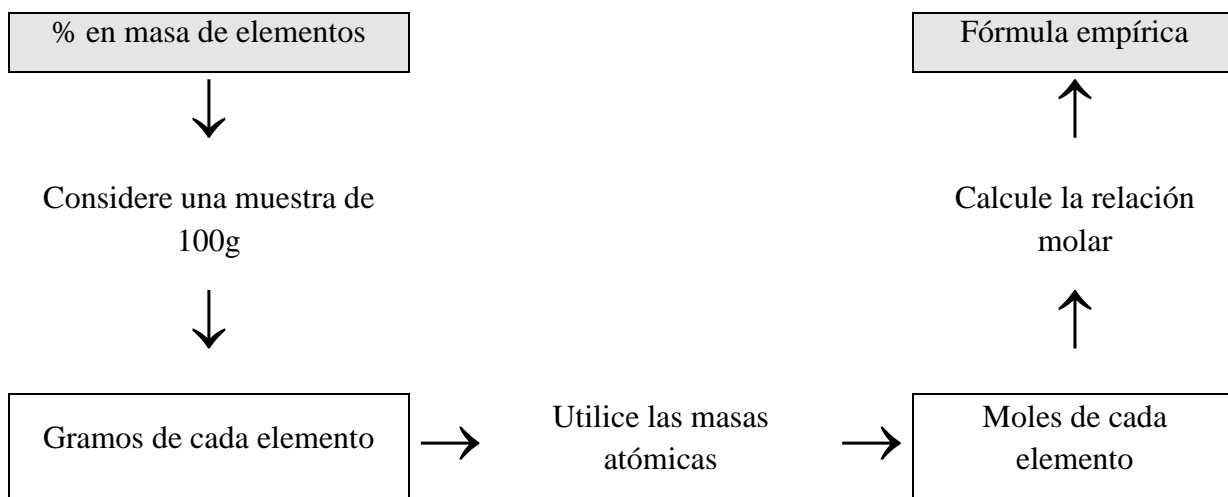 % en masa de elementos
Fórmula empírica
Considere una muestra de
100g
Calcule la relación
molar
Gramos de cada elemento
Utilice las masas
atómicas
Moles de cada
elemento